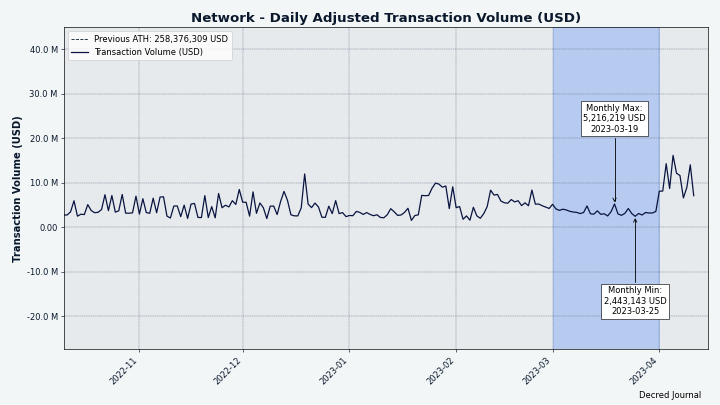 Network - Daily Adjusted Transaction Volume (USD)
Previous ATH: 258,376,309 USD
Transaction Volume (USD)
Transaction Volume (USD)
40.0 M
30.0 M
20.0 M
10.0 M
0.00
-10.0 M
-20.0 M
Monthly Max:
5,216,219 USD
2023-03-19
Monthly Min:
2,443,143 USD
2023-03-25
2022-11
2022-12
2023-01
2023-02
2023-03
2023-04
Decred Journal